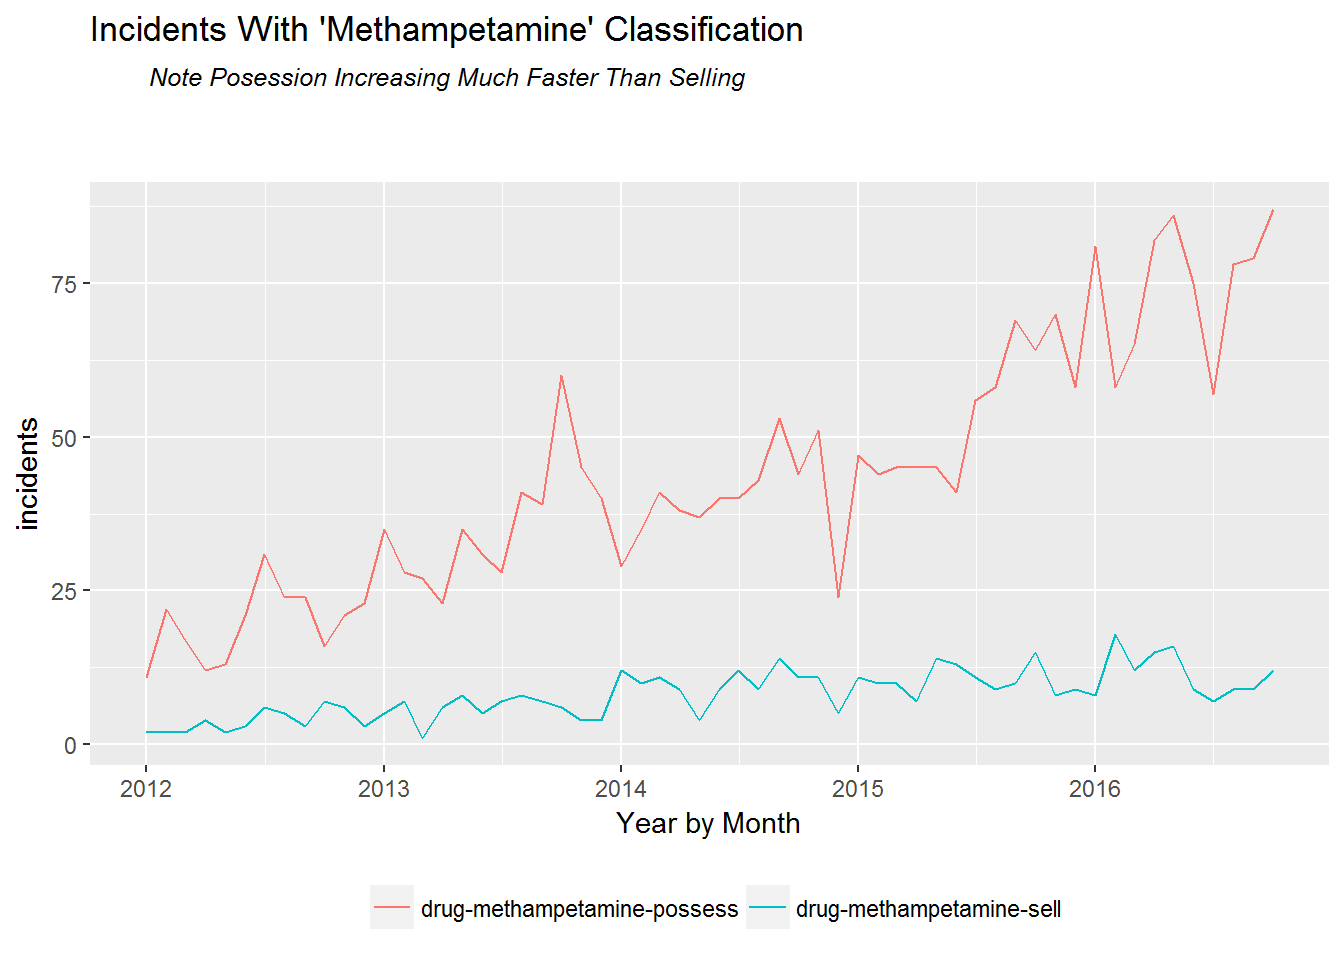 Incidents With 'Methampetamine' Classification
Note Posession Increasing Much Faster Than Selling
75
50
25
0
incidents
2012 2013 2014 2015 2016
Year by Month
drug-methampetamine-possess drug-methampetamine-sell